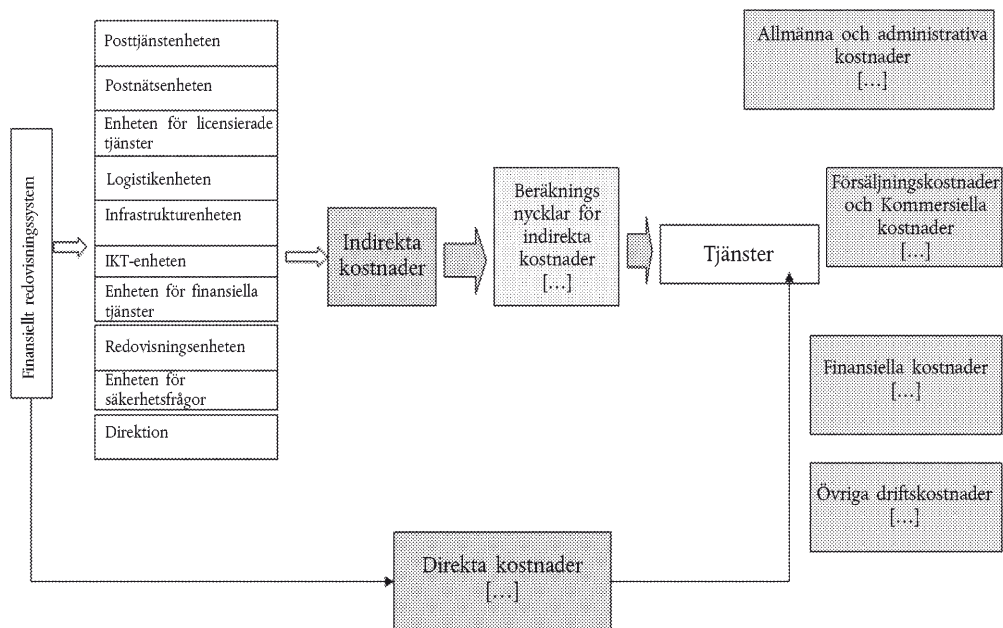 Finansiellt redovisningssystem
Posttjänstenheten
Postnätsenheten
Enheten för licensierade
tjänster
Logistikenheten
Infrastrukturenheten
IKT-enheten
Enheten för finansiella
tjänster
Redovisningsenheten
Enheten för
säkerhetsfrågor
Direktion
Indirekta
kostnader
Beräknings
nycklar för
indirekta
kostnader
[…]
Tjänster
Allmänna och administrativa
kostnader
[…]
Försäljningskostnader
och Kommersiella
kostnader
[…]
Finansiella kostnader
[…]
Övriga driftskostnader
[…]
Direkta kostnader
[…]